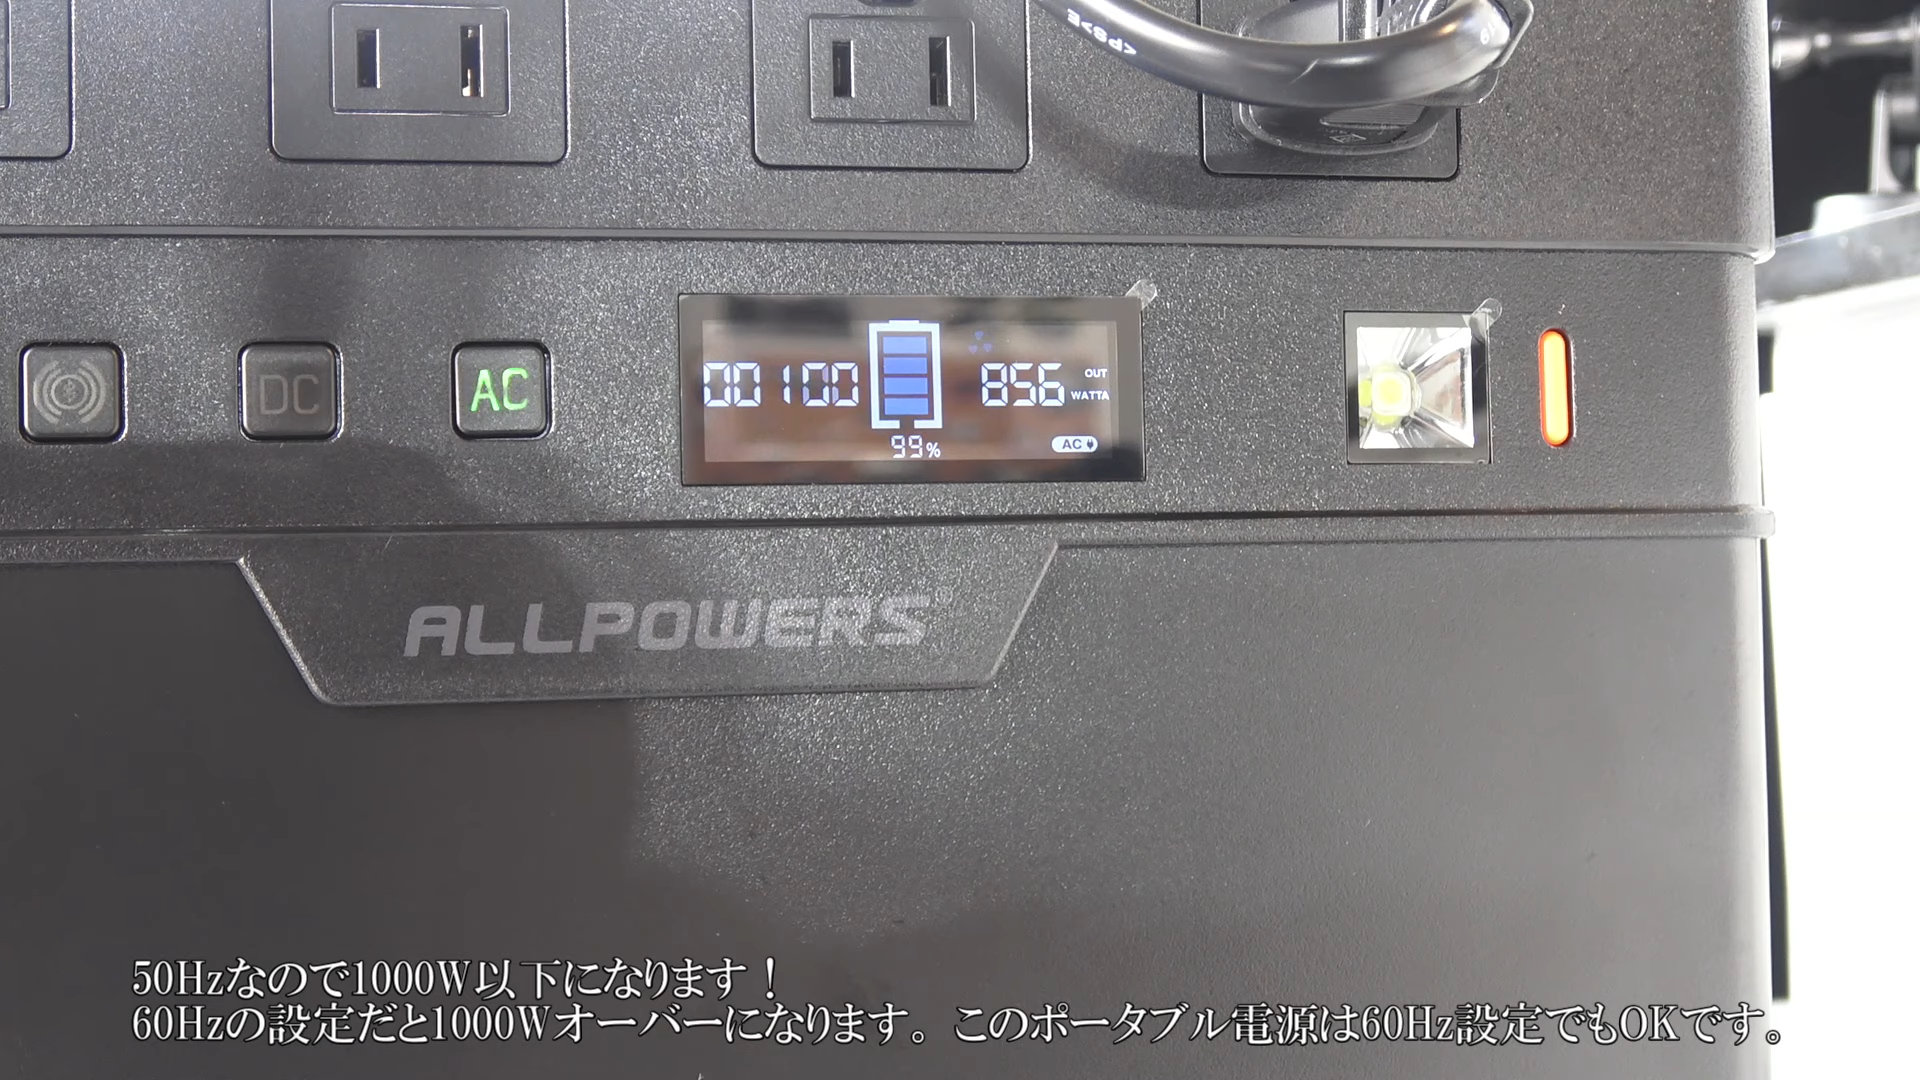 <PS>E
DC
AC
00100
856
OUT
WATTA
99%
AC
ALLPOWERS®
50Hzなので1000W以下になります！
60Hzの設定だと1000Wオーバーになります。このポータブル電源は60Hz設定でもOKです。